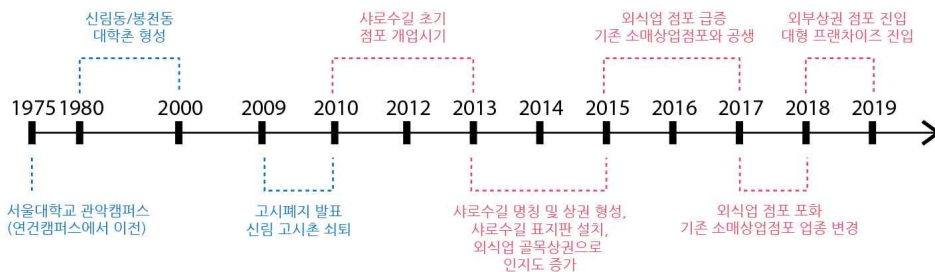 신림동/봉천동
대학촌 형성
샤로수길 초기
점포 개업시기
외식업 점포 급증
기존 소매상업점포와 공생
외부상권 점포 진입
대형 프랜차이즈 진입
1975 1980 2000 2009 2010 2012 2013 2014 2015 2016 2017 2018 2019
서울대학교 관악캠퍼스
(연건캠퍼스에서 이전)
고시폐지 발표
신림 고시촌 쇠퇴
샤로수길 명칭 및 상권 형성,
샤로수길 표지판 설치,
외식업 골목상권으로
인지도 증가
외식업 점포 포화
기존 소매상업점포 업종 변경